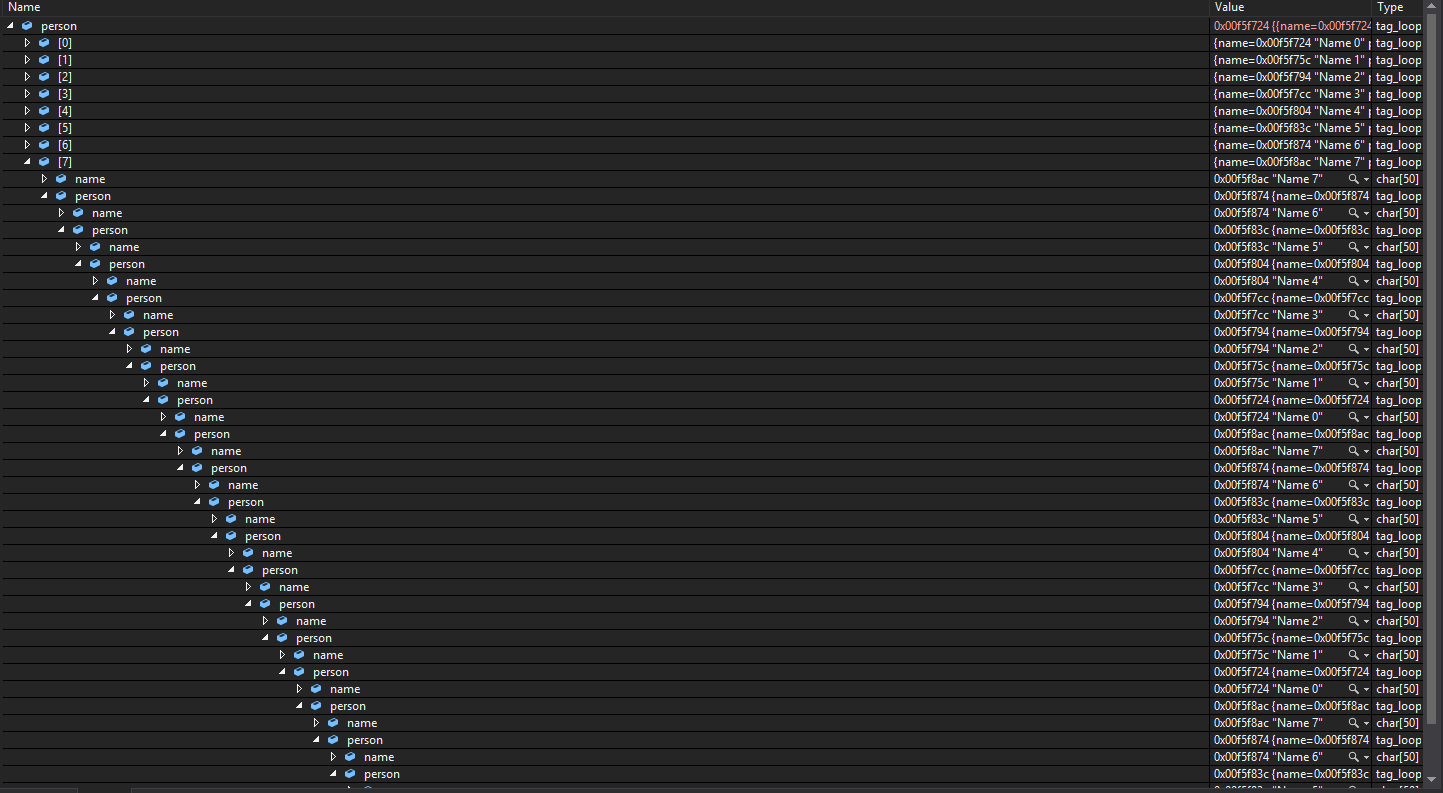 Name Value Type
person 0x00f5f724 {{name=0x00f5f724 tag_loop
[0] {name=0x00f5f724 "Name 0" p tag_loop
[1] {name=0x00f5f75c "Name 1" p tag_loop
[2] {name=0x00f5f794 "Name 2" p tag_loop
[3] {name=0x00f5f7cc "Name 3" p tag_loop
[4] {name=0x00f5f804 "Name 4" p tag_loop
[5] {name=0x00f5f83c "Name 5" p tag_loop
[6] {name=0x00f5f874 "Name 6" p tag_loop
[7] {name=0x00f5f8ac "Name 7" p tag_loop
name 0x00f5f8ac "Name 7" char[50]
person 0x00f5f874 {name=0x00f5f874 tag_loop
name 0x00f5f874 "Name 6" char[50]
person 0x00f5f83c {name=0x00f5f83c tag_loop
name 0x00f5f83c "Name 5" char[50]
person 0x00f5f804 {name=0x00f5f804 tag_loop
name 0x00f5f804 "Name 4" char[50]
person 0x00f5f7cc {name=0x00f5f7cc tag_loop
name 0x00f5f7cc "Name 3" char[50]
person 0x00f5f794 {name=0x00f5f794 tag_loop
name 0x00f5f794 "Name 2" char[50]
person 0x00f5f75c {name=0x00f5f75c tag_loop
name 0x00f5f75c "Name 1" char[50]
person 0x00f5f724 {name=0x00f5f724 tag_loop
name 0x00f5f724 "Name 0" char[50]
person 0x00f5f8ac {name=0x00f5f8ac tag_loop
name 0x00f5f8ac "Name 7" char[50]
person 0x00f5f874 {name=0x00f5f874 tag_loop
name 0x00f5f874 "Name 6" char[50]
person 0x00f5f83c {name=0x00f5f83c tag_loop
name 0x00f5f83c "Name 5" char[50]
person 0x00f5f804 {name=0x00f5f804 tag_loop
name 0x00f5f804 "Name 4" char[50]
person 0x00f5f7cc {name=0x00f5f7cc tag_loop
name 0x00f5f7cc "Name 3" char[50]
person 0x00f5f794 {name=0x00f5f794 tag_loop
name 0x00f5f794 "Name 2" char[50]
person 0x00f5f75c {name=0x00f5f75c tag_loop
name 0x00f5f75c "Name 1" char[50]
person 0x00f5f724 {name=0x00f5f724 tag_loop
name 0x00f5f724 "Name 0" char[50]
person 0x00f5f8ac {name=0x00f5f8ac tag_loop
name 0x00f5f8ac "Name 7" char[50]
person 0x00f5f874 {name=0x00f5f874 tag_loop
name 0x00f5f874 "Name 6" char[50]
person 0x00f5f83c {name=0x00f5f83c tag_loop